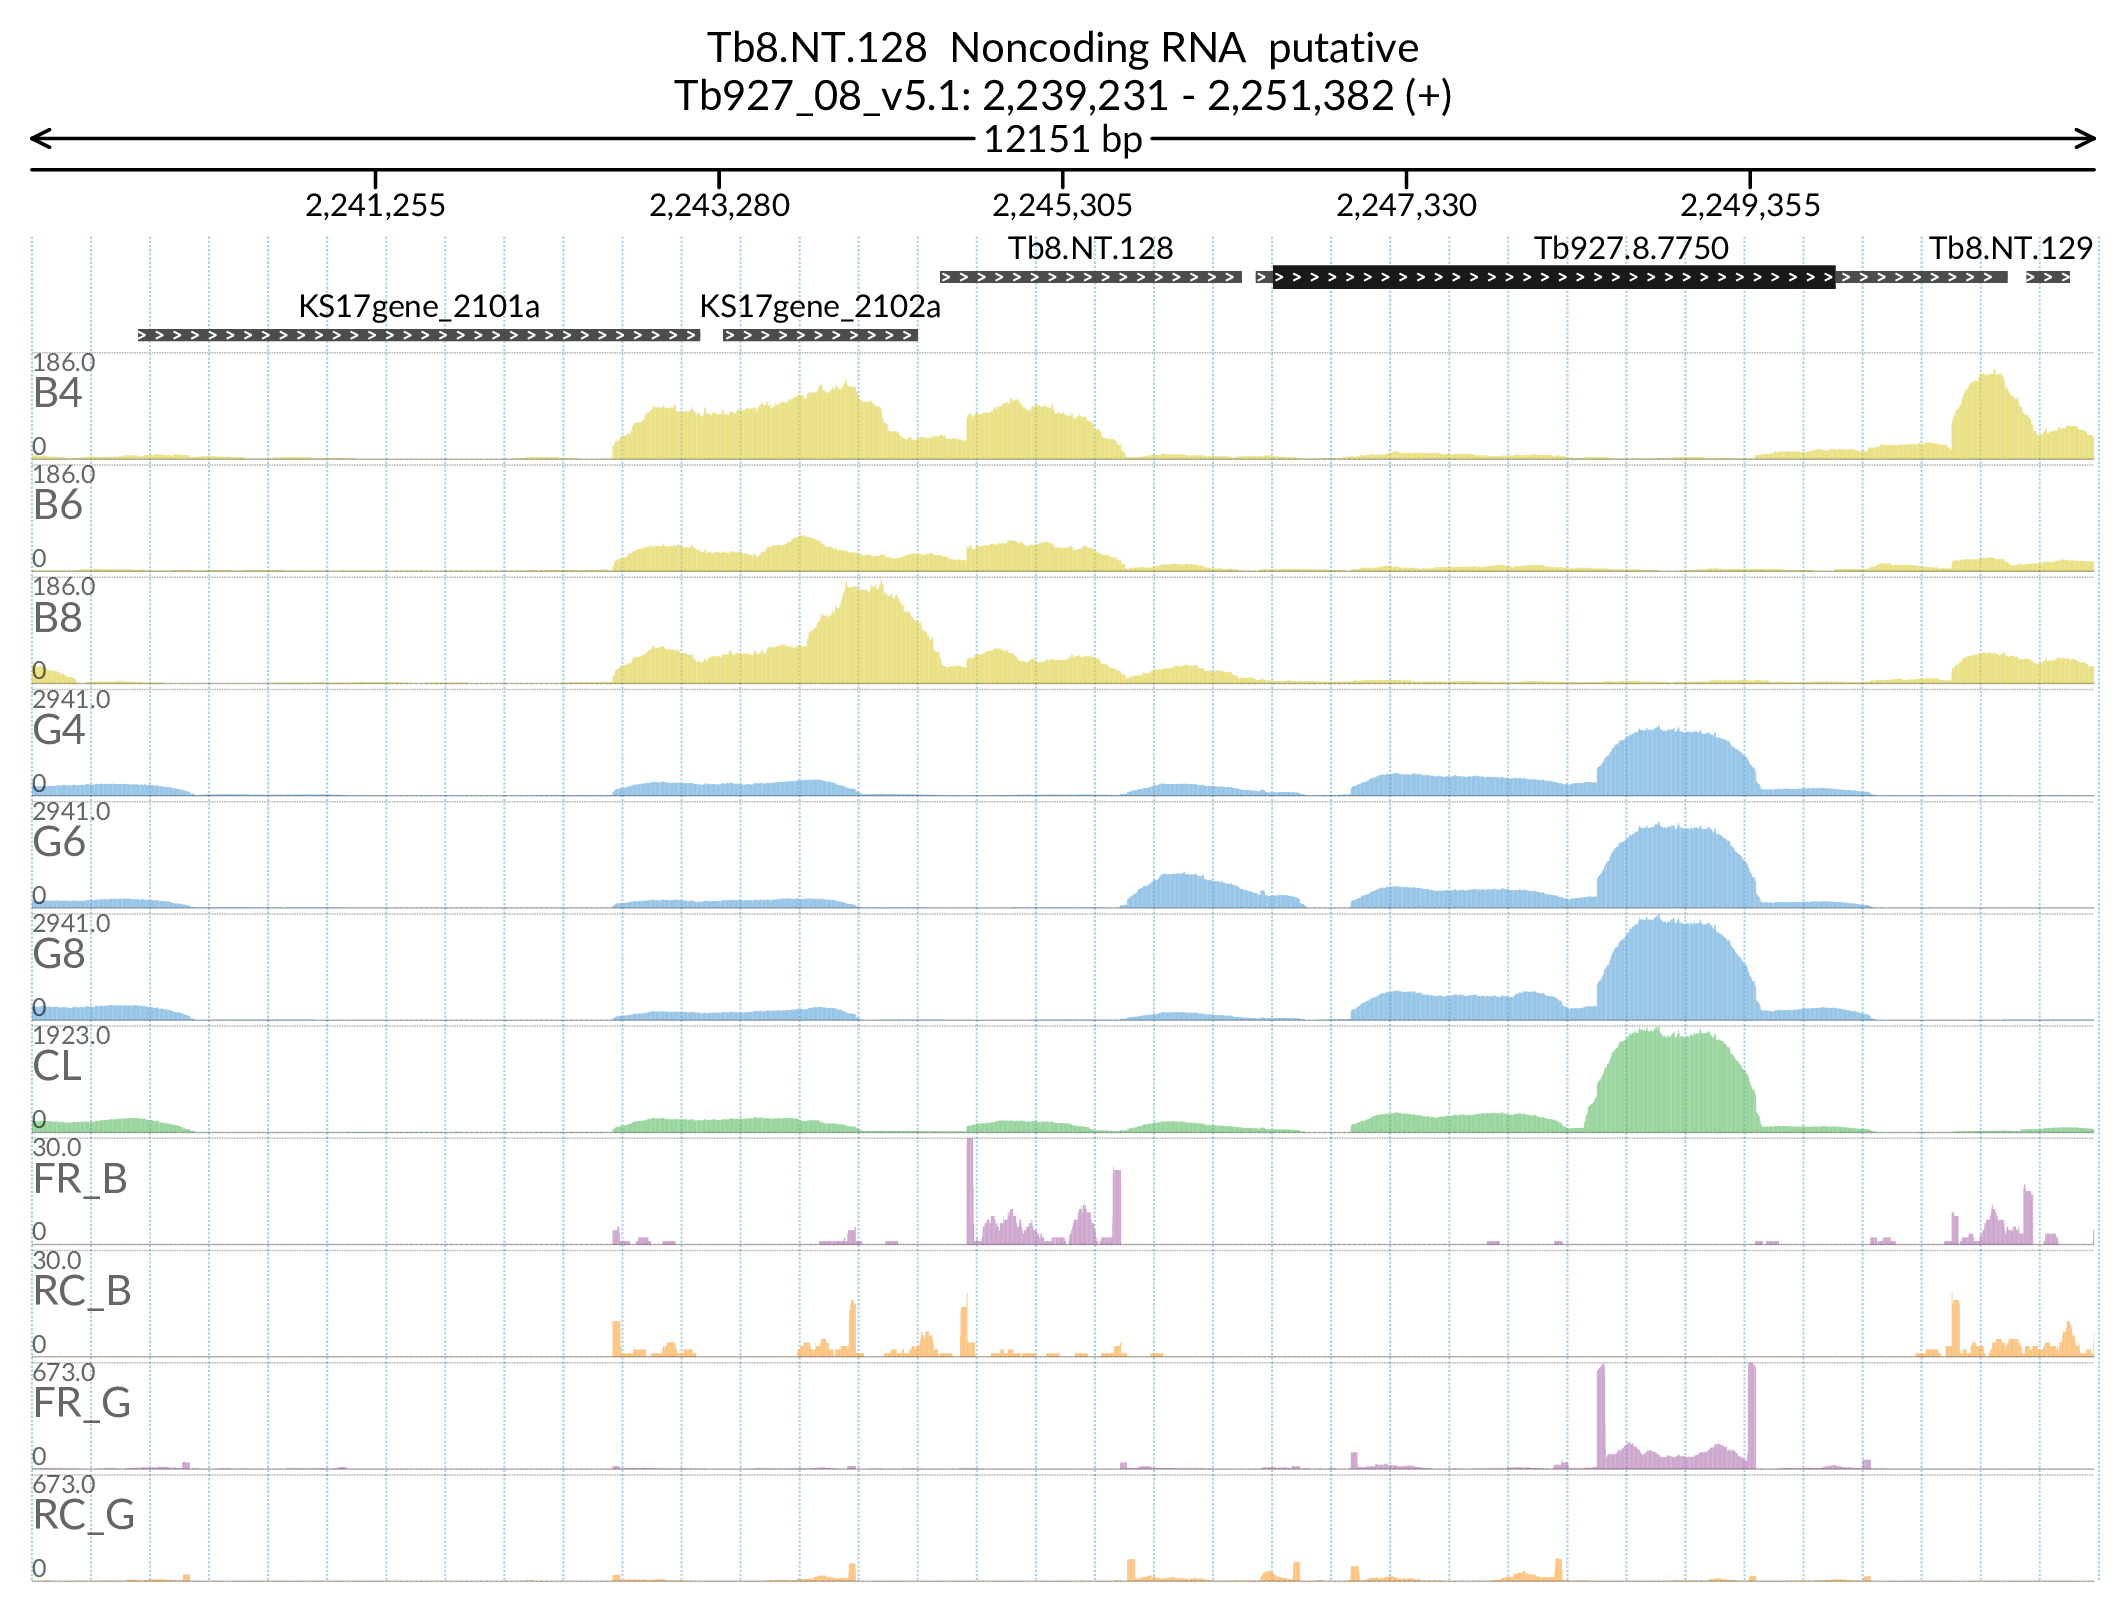 Tb8.NT.128  Noncoding RNA  putative
Tb927_08_v5.1: 2,239,231 - 2,251,382 (+)
12151 bp
2,241,255 2,243,280 2,245,305 2,247,330 2,249,355
Tb8.NT.128 Tb927.8.7750 Tb8.NT.129
KS17gene_2101a KS17gene_2102a
186.0
B4
0
186.0
B6
0
186.0
B8
0
2941.0
G4
0
2941.0
G6
0
2941.0
G8
0
1923.0
CL
0
30.0
FR_B
0
30.0
RC_B
0
673.0
FR_G
0
673.0
RC_G
0